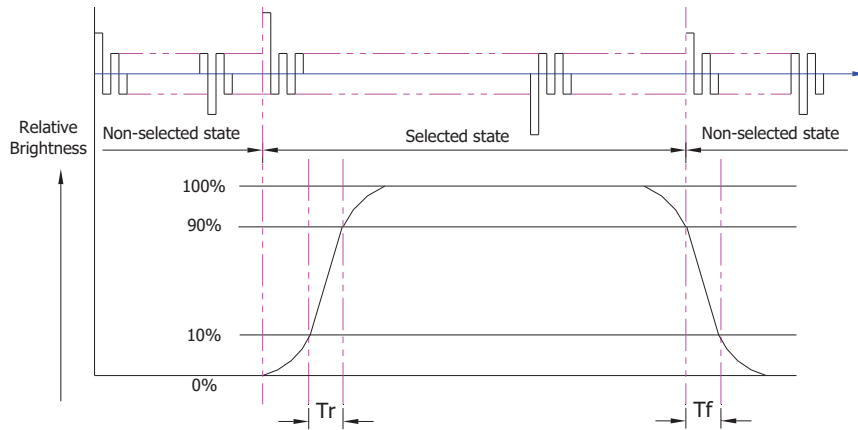 Relative
Brightness
Non-selected state
Selected state
Non-selected state
100%
90%
10%
0%
Tr
Tf